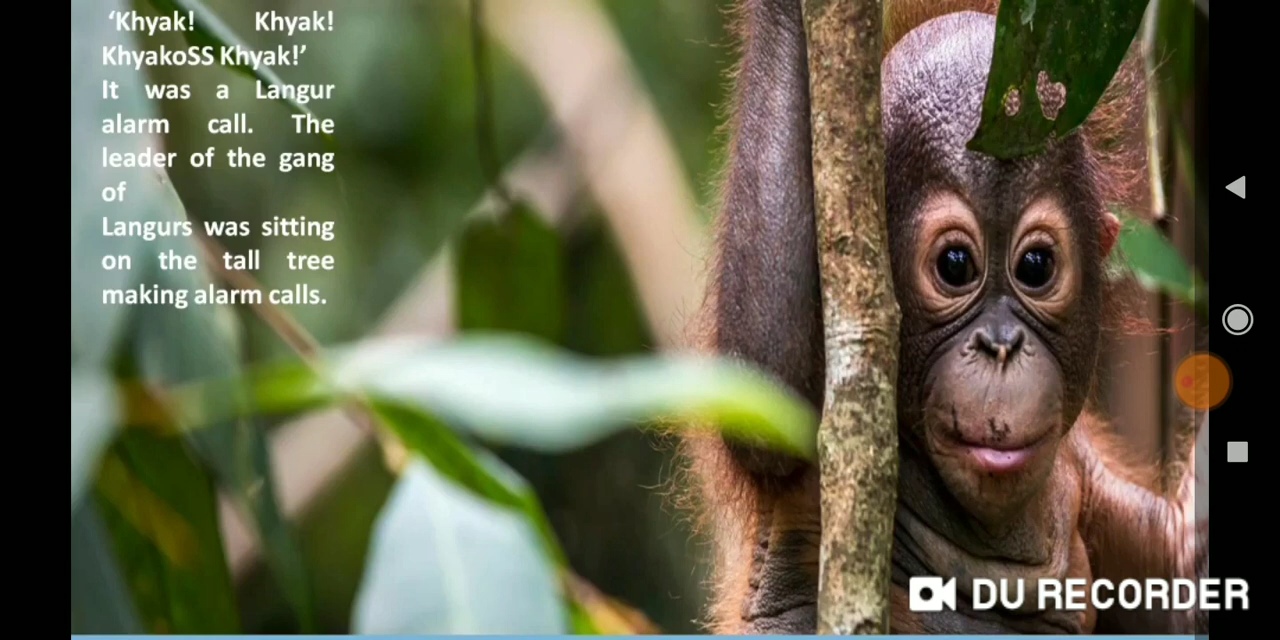 ‘Khyak! Khyak!
KhyakoSS Khyak!’
It was a Langur
alarm call. The
leader of the gang
of
Langurs was sitting
on the tall tree
making alarm calls.
DU RECORDER